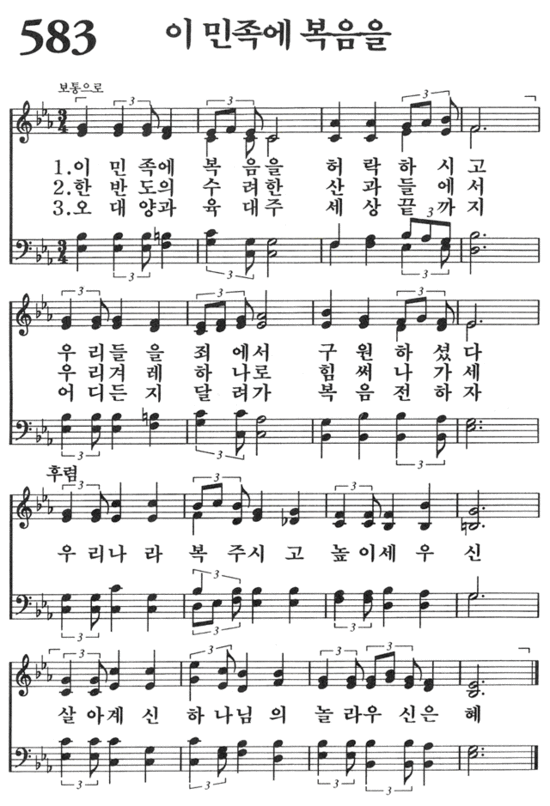 583 이 민족에 복음을
보통으로
1.이 민 족에 복 음을 허 락 하 시 고
2.한 반 도의 수 려한 산 과 들 에 서
3.오 대 양과 육 대주 세 상 끝 까 지
우 리 들 을 죄 에서 구 원 하 셨 다
우 리 겨 레 하 나로 힘 써 나 가 세
어 디 든 지 달 려가 복 음 전 하 자
후렴
우 리 나 라 복 주시 고 높 이 세 우 신
살 아 계 신 하 나 님 의 놀 라 우 신 은 혜